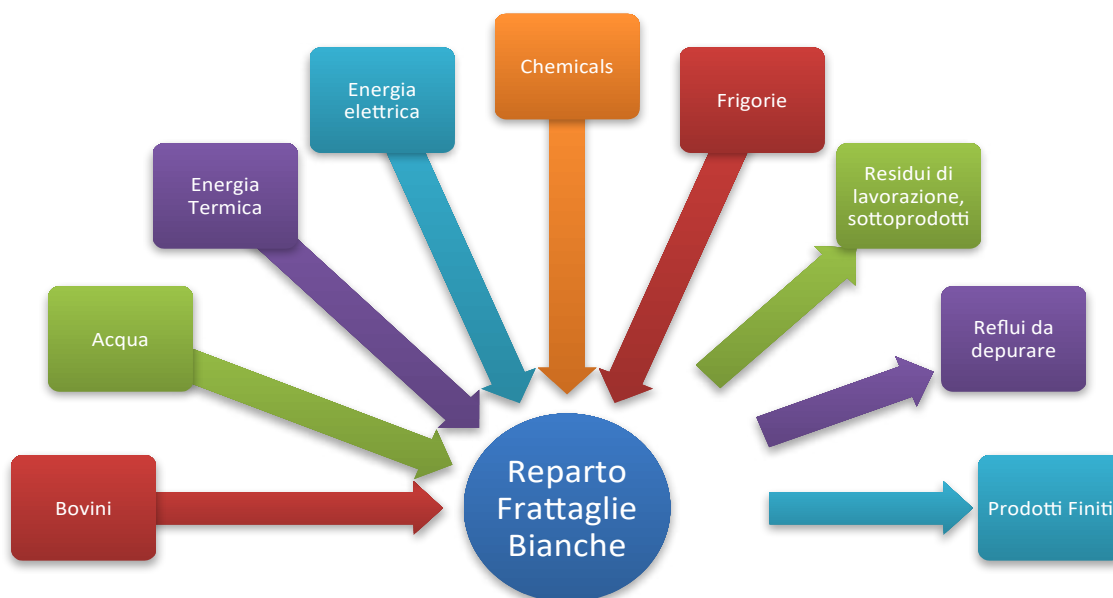 Chemicals
Energia
elettrica
Frigorie
Energia
Termica
Residui di
lavorazione,
sottoprodotti
Acqua
Reflui da
depurare
Bovini
Reparto
Frattaglie
Bianche
Prodotti Finiti